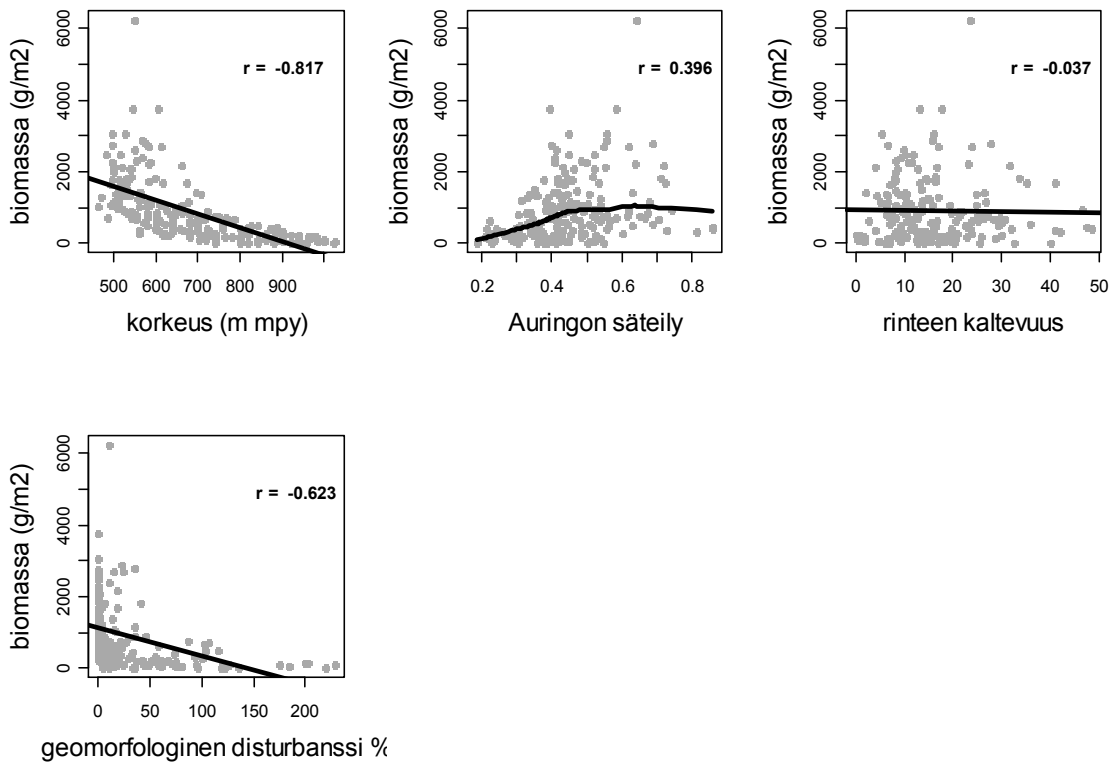 biomassa (g/m2)
0 2000 4000 6000
r = -0.817
500 600 700 800 900
korkeus (m mpy)
biomassa (g/m2)
0 2000 4000 6000
r = 0.396
0.2 0.4 0.6 0.8
Auringon säteily
biomassa (g/m2)
0 2000 4000 6000
r = -0.037
0 10 20 30 40 50
rinteen kaltevuus
biomassa (g/m2)
0 2000 4000 6000
r = -0.623
0 50 100 150 200
geomorfologinen disturbanssi %